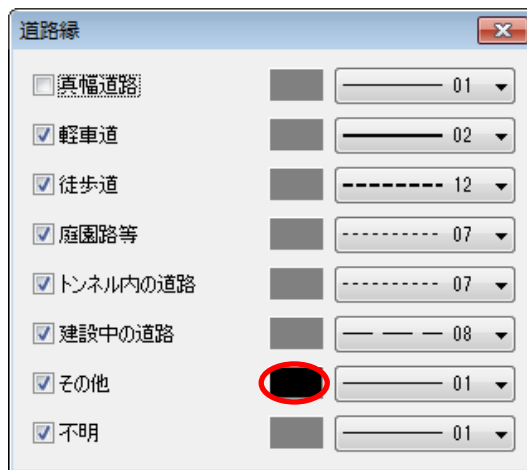 道路縁
真幅道路 01
軽車道 02
徒歩道 12
庭園路等 07
トンネル内の道路 07
建設中の道路 08
その他 01
不明 01